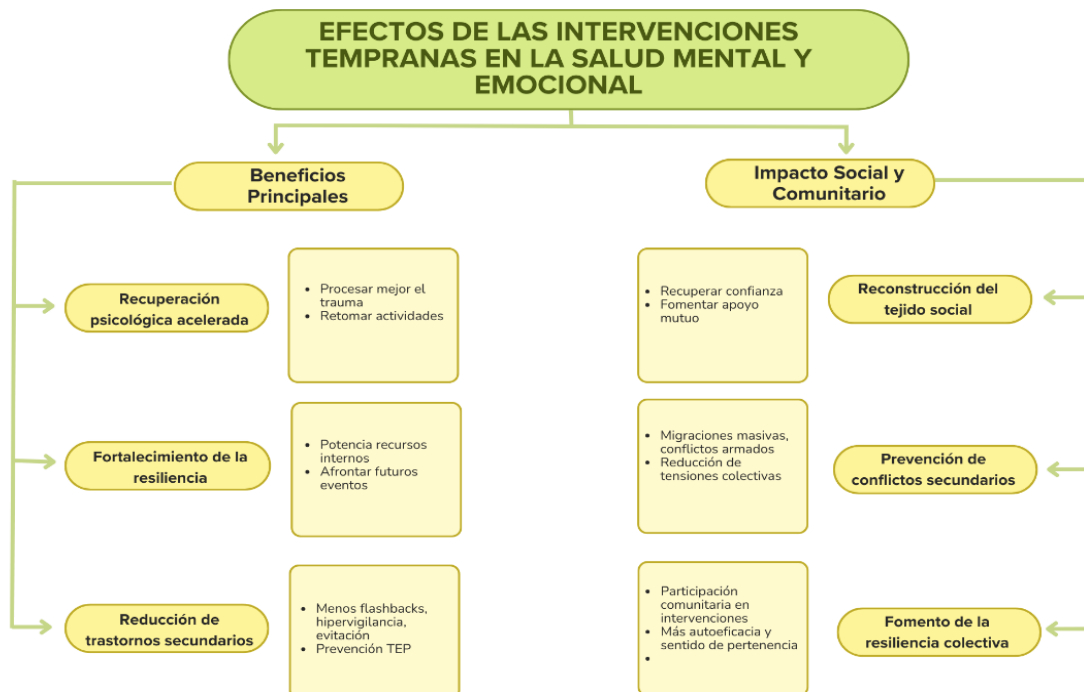 EFECTOS DE LAS INTERVENCIONES
TEMPRANAS EN LA SALUD MENTAL Y
EMOCIONAL
Beneficios
Principales
Impacto Social y
Comunitario
Recuperación
psicológica acelerada
• Procesar mejor el
trauma
• Retomar actividades
• Recuperar confianza
• Fomentar apoyo
mutuo
Reconstrucción del
tejido social
Fortalecimiento de la
resiliencia
• Potencia recursos
internos
• Afrontar futuros
eventos
• Migraciones masivas,
conflictos armados
• Reducción de
tensiones colectivas
Prevención de
conflictos secundarios
Reducción de
trastornos secundarios
• Menos flashbacks,
hipervigilancia,
evitación
• Prevención TEP
• Participación
comunitaria en
intervenciones
• Más autoeficacia y
sentido de pertenencia
•
Fomento de la
resiliencia colectiva